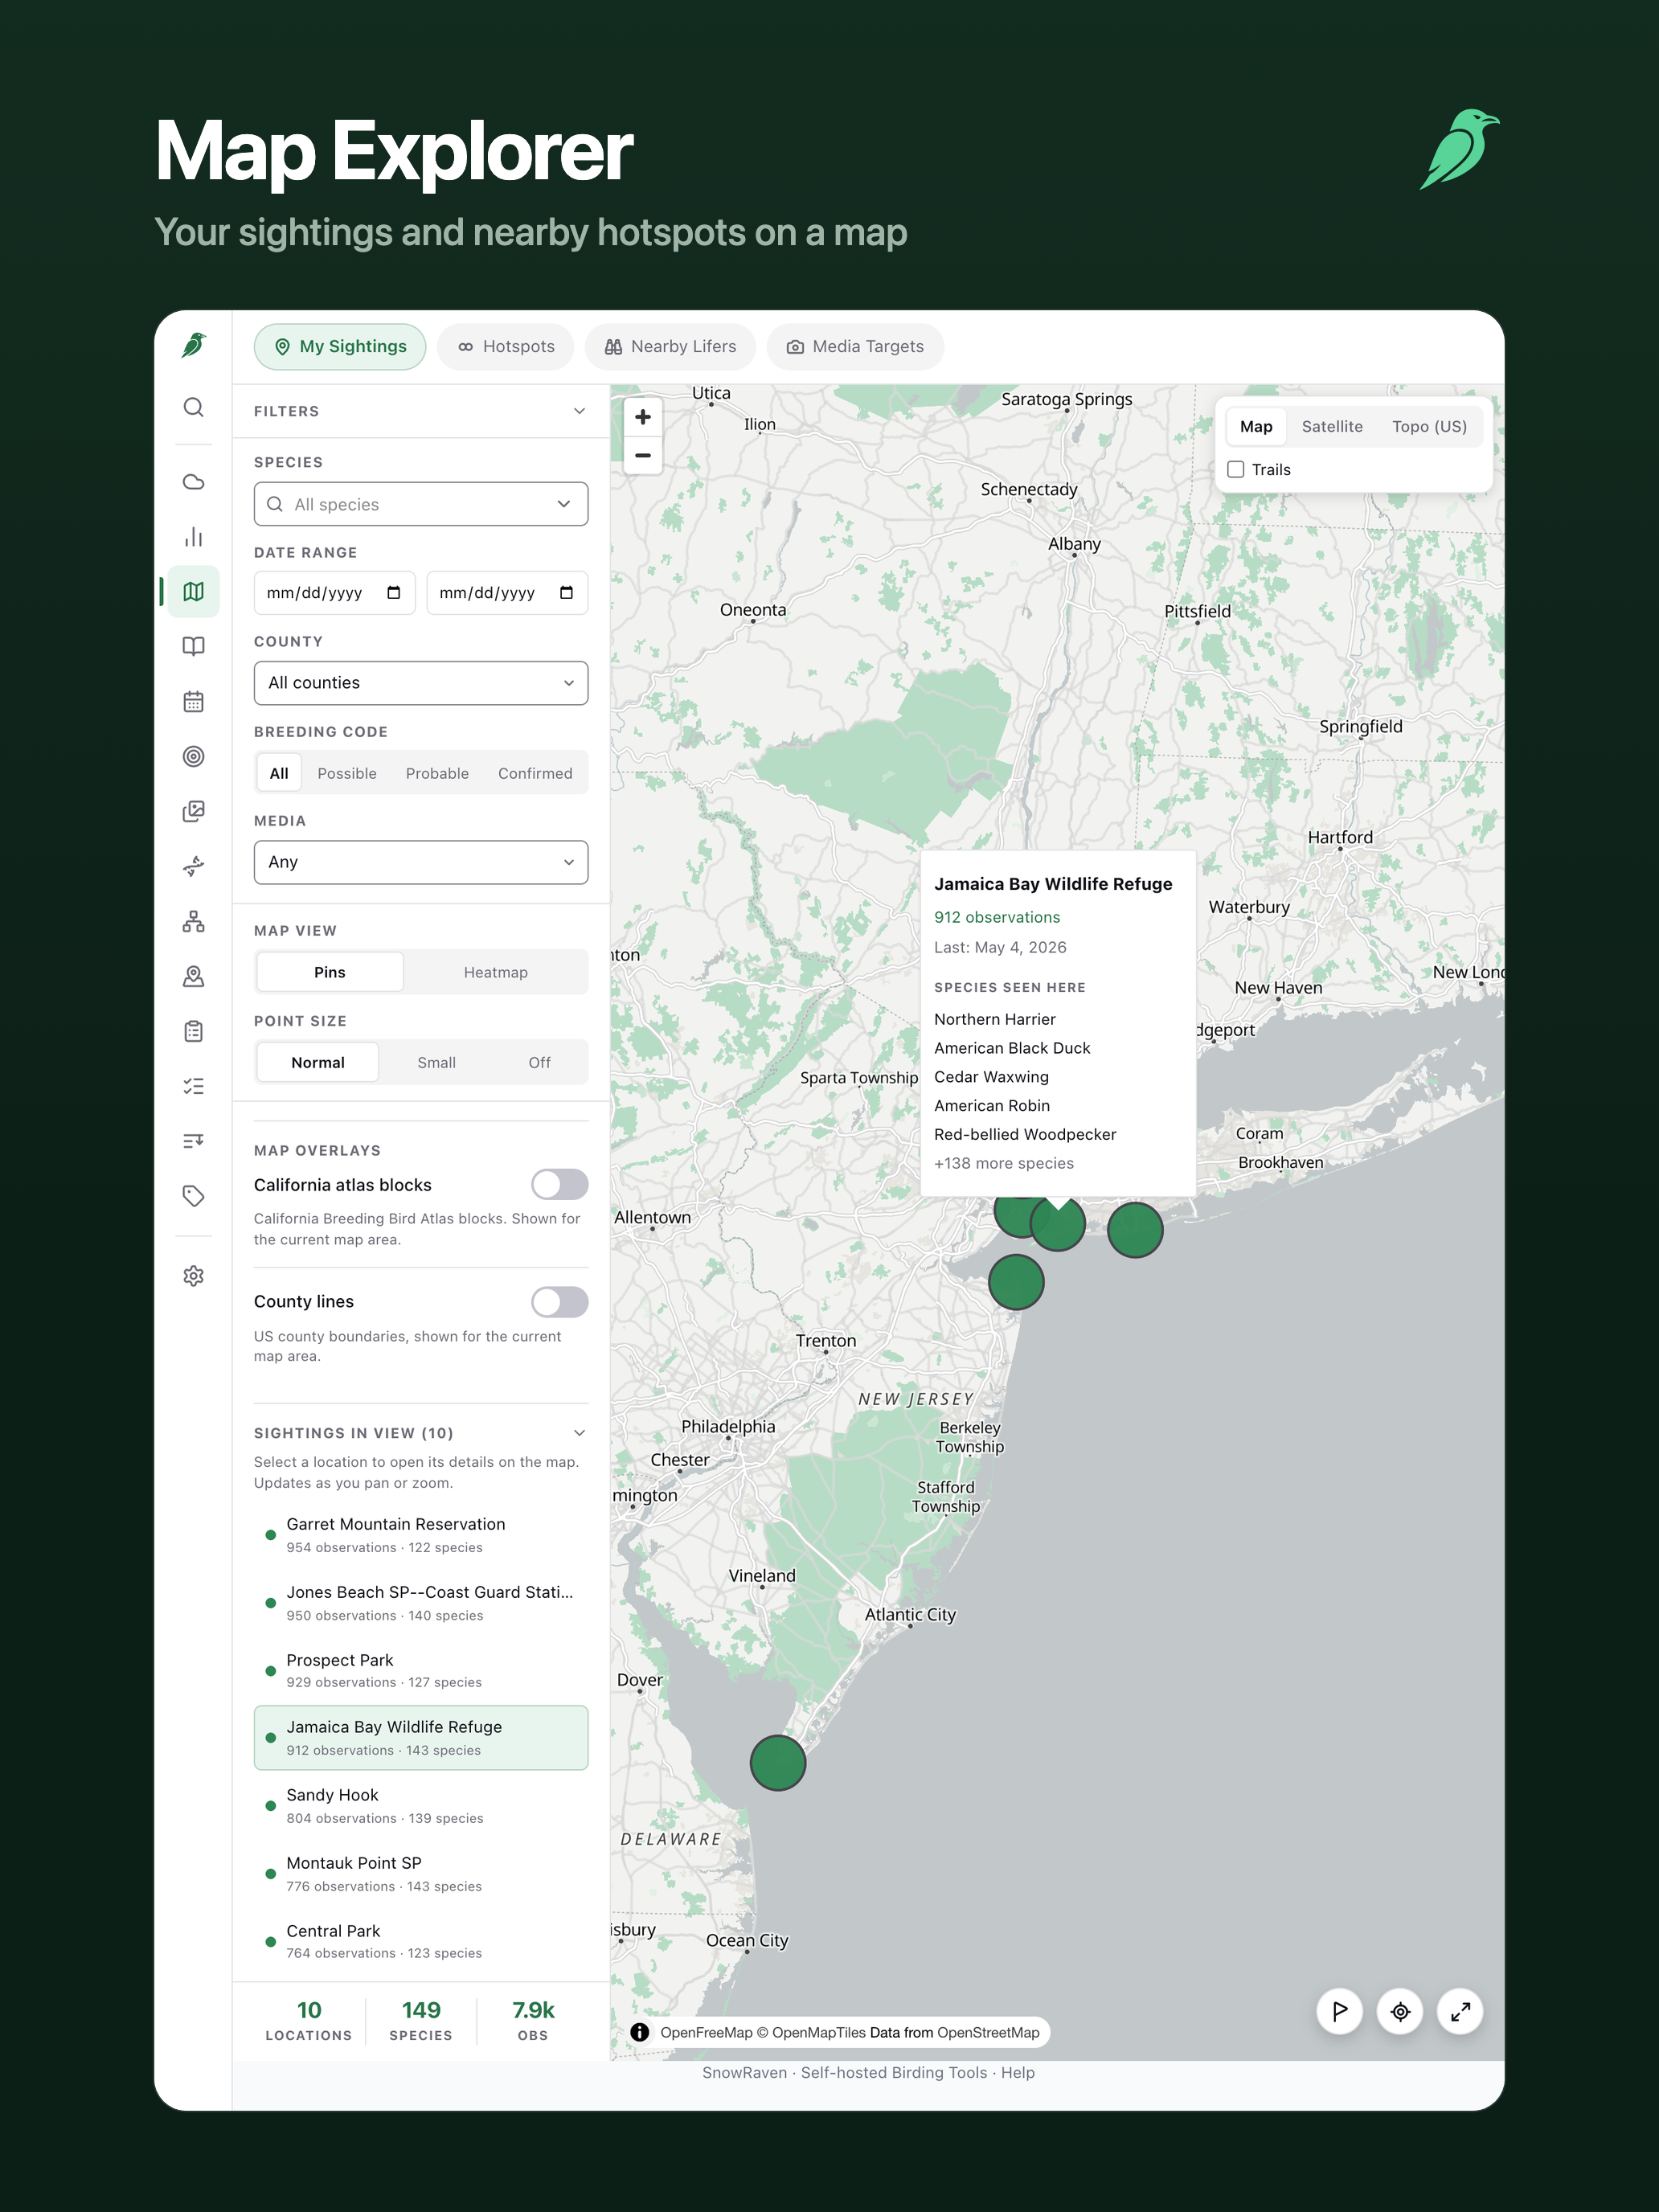 Map Explorer
Your sightings and nearby hotspots on a map
My Sightings
Hotspots
Nearby Lifers
Media Targets
FILTERS
SPECIES
All species
DATE RANGE
mm/dd/yyyy
mm/dd/yyyy
COUNTY
All counties
BREEDING CODE
All
Possible
Probable
Confirmed
MEDIA
Any
MAP VIEW
Pins
Heatmap
POINT SIZE
Normal
Small
Off
MAP OVERLAYS
California atlas blocks
California Breeding Bird Atlas blocks. Shown for
the current map area.
County lines
US county boundaries, shown for the current
map area.
SIGHTINGS IN VIEW (10)
Select a location to open its details on the map.
Updates as you pan or zoom.
Garret Mountain Reservation
954 observations · 122 species
Jones Beach SP--Coast Guard Stati...
950 observations · 140 species
Prospect Park
929 observations · 127 species
Jamaica Bay Wildlife Refuge
912 observations · 143 species
Sandy Hook
804 observations · 139 species
Montauk Point SP
776 observations · 143 species
Central Park
764 observations · 123 species
10
LOCATIONS
149
SPECIES
7.9k
OBS
Map
Satellite
Topo (US)
Trails
Utica
Ilion
Saratoga Springs
Schenectady
Albany
Oneonta
Pittsfield
Springfield
Hartford
Waterbury
nton
New Lond
New Haven
dgeport
Jamaica Bay Wildlife Refuge
912 observations
Last: May 4, 2026
SPECIES SEEN HERE
Northern Harrier
American Black Duck
Cedar Waxwing
American Robin
Red-bellied Woodpecker
+138 more species
Sparta Township
Coram
Brookhaven
Allentown
Trenton
NEW JERSEY
Philadelphia
Berkeley
Township
Chester
mington
Stafford
Township
Vineland
Atlantic City
Dover
DELAWARE
isbury
Ocean City
OpenFreeMap © OpenMapTiles Data from OpenStreetMap
SnowRaven · Self-hosted Birding Tools · Help